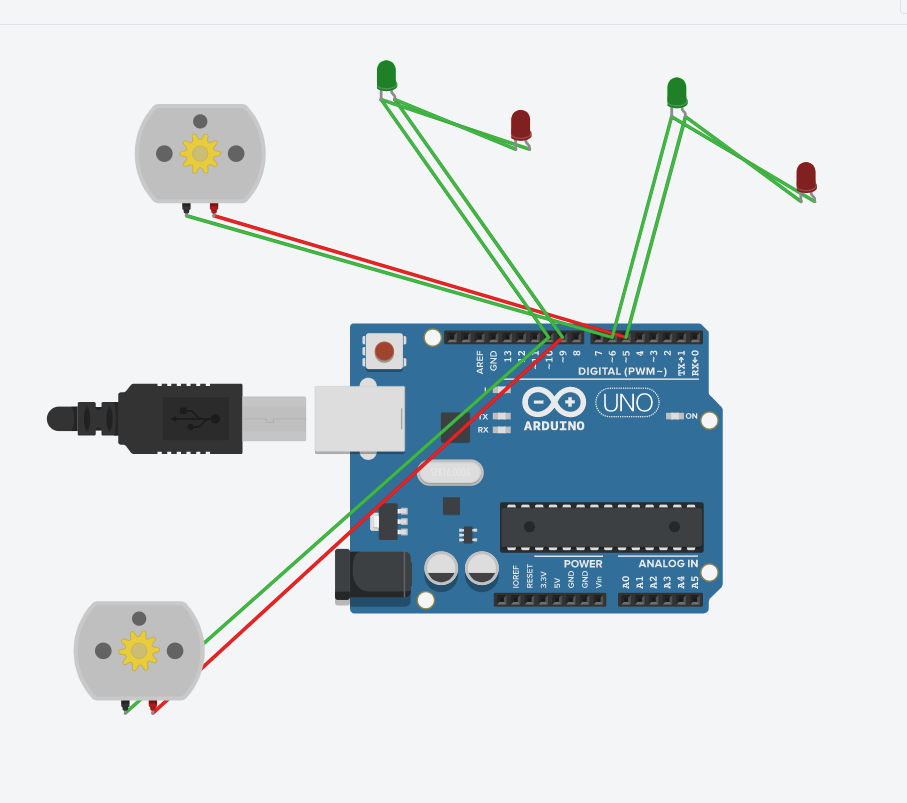 AREF
GND
13
12
~11
~10
~9
8
7
~6
~5
4
~3
2
TX→1
RX←0
DIGITAL (PWM~)
L
TX
RX
UNO
ON
ARDUINO
POWER
ANALOG IN
IOREF
RESET
3.3V
5V
GND
GND
Vin
A0
A1
A2
A3
A4
A5